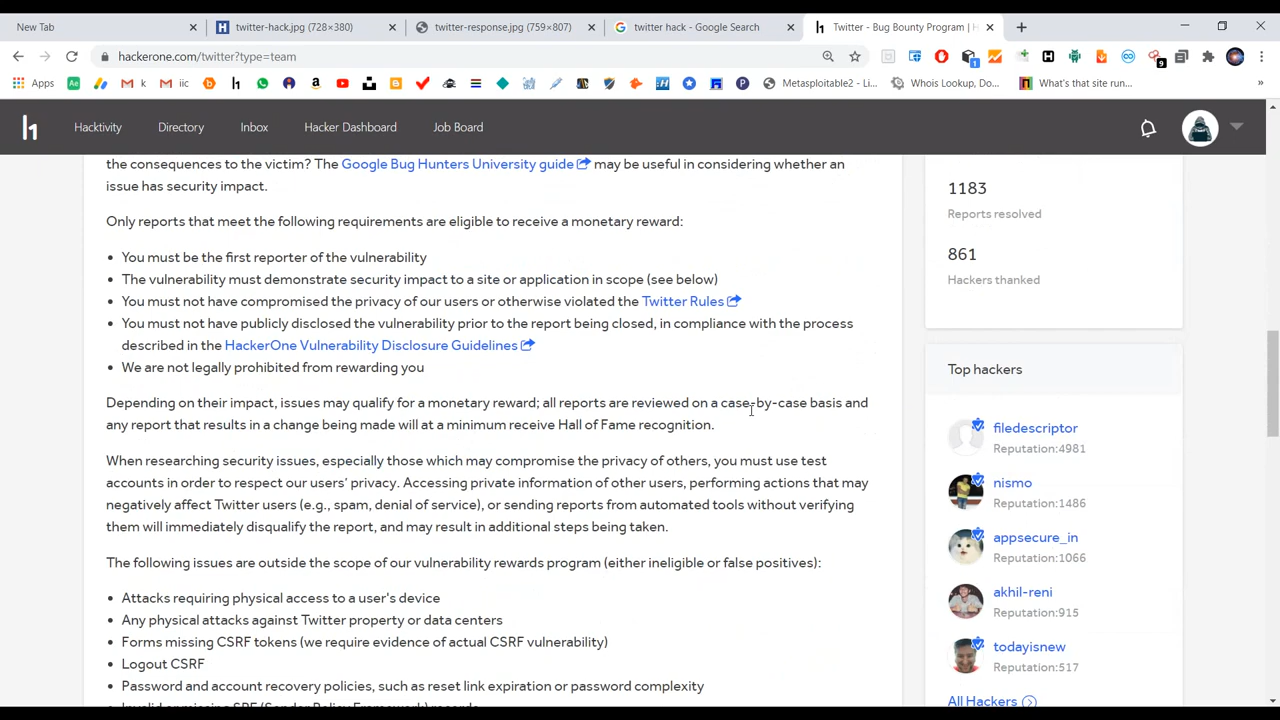 New Tab
twitter-hack.jpg (728×380)
twitter-response.jpg (759×807)
twitter hack - Google Search
Twitter - Bug Bounty Program | H
hackerone.com/twitter?type=team
Apps
M k
M iic
Metasploitable2 - Li...
Whois Lookup, Do...
What's that site run...
Hacktivity
Directory
Inbox
Hacker Dashboard
Job Board
the consequences to the victim? The Google Bug Hunters University guide may be useful in considering whether an
issue has security impact.
Only reports that meet the following requirements are eligible to receive a monetary reward:
• You must be the first reporter of the vulnerability
• The vulnerability must demonstrate security impact to a site or application in scope (see below)
• You must not have compromised the privacy of our users or otherwise violated the Twitter Rules
• You must not have publicly disclosed the vulnerability prior to the report being closed, in compliance with the process
described in the HackerOne Vulnerability Disclosure Guidelines
• We are not legally prohibited from rewarding you
Depending on their impact, issues may qualify for a monetary reward; all reports are reviewed on a case-by-case basis and
any report that results in a change being made will at a minimum receive Hall of Fame recognition.
When researching security issues, especially those which may compromise the privacy of others, you must use test
accounts in order to respect our users' privacy. Accessing private information of other users, performing actions that may
negatively affect Twitter users (e.g., spam, denial of service), or sending reports from automated tools without verifying
them will immediately disqualify the report, and may result in additional steps being taken.
The following issues are outside the scope of our vulnerability rewards program (either ineligible or false positives):
• Attacks requiring physical access to a user's device
• Any physical attacks against Twitter property or data centers
• Forms missing CSRF tokens (we require evidence of actual CSRF vulnerability)
• Logout CSRF
• Password and account recovery policies, such as reset link expiration or password complexity
• Invalid or missing SPF (Sender Policy Framework) records
1183
Reports resolved
861
Hackers thanked
Top hackers
filedescriptor
Reputation:4981
nismo
Reputation:1486
appsecure_in
Reputation:1066
akhil-reni
Reputation:915
todayisnew
Reputation:517
All Hackers